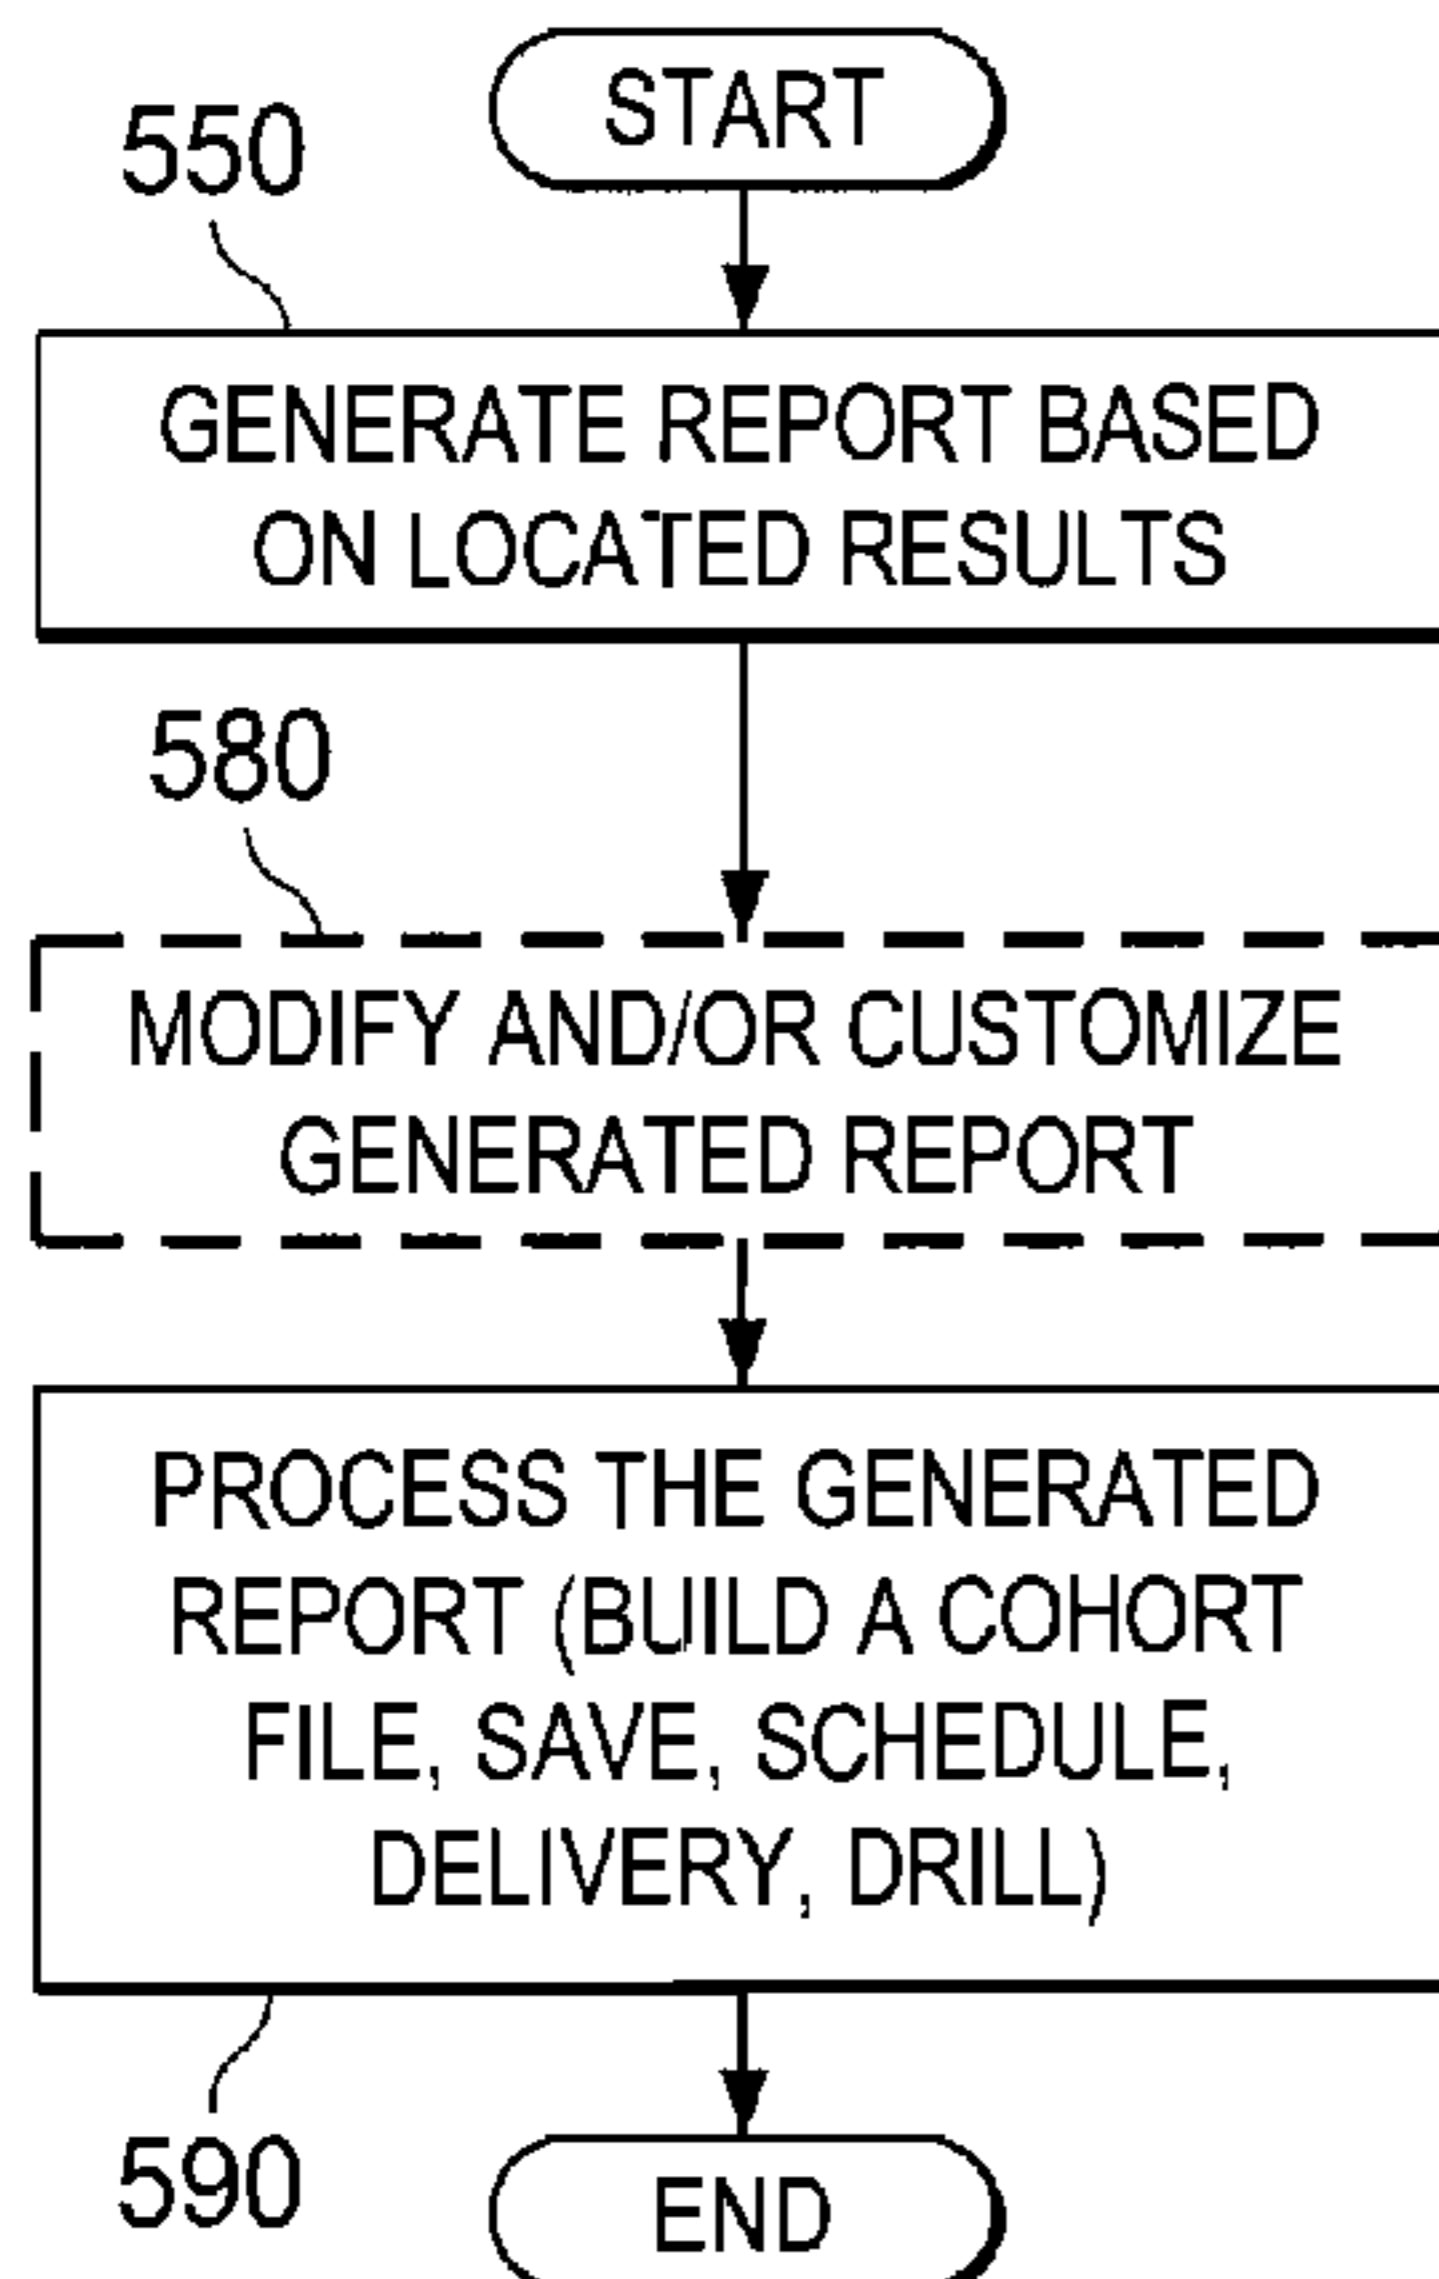 START
550
GENERATE REPORT BASED
ON LOCATED RESULTS
580
MODIFY AND/OR CUSTOMIZE
GENERATED REPORT
PROCESS THE GENERATED
REPORT (BUILD A COHORT
FILE, SAVE, SCHEDULE,
DELIVERY, DRILL)
590
END